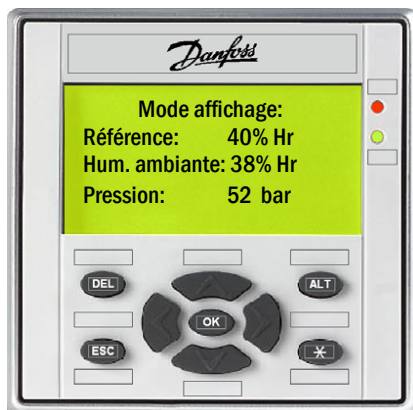 Danfoss
Mode affichage:
Référence: 40% Hr
Hum. ambiante: 38% Hr
Pression: 52 bar
DEL
ALT
OK
ESC